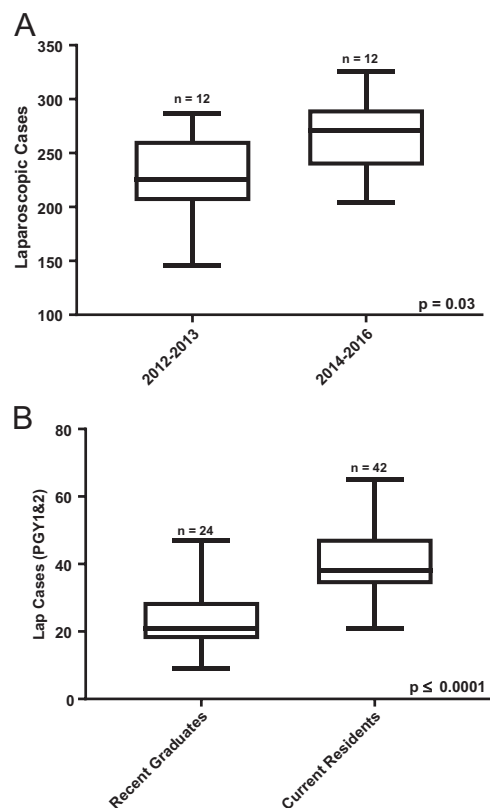 A
Laparoscopic Cases
350
300
250
200
150
100
n = 12
n = 12
p = 0.03
2012-2013
2014-2016
B
Lap Cases (PGY1&2)
80
60
40
20
0
n = 24
n = 42
p ≤ 0.0001
Recent Graduates
Current Residents